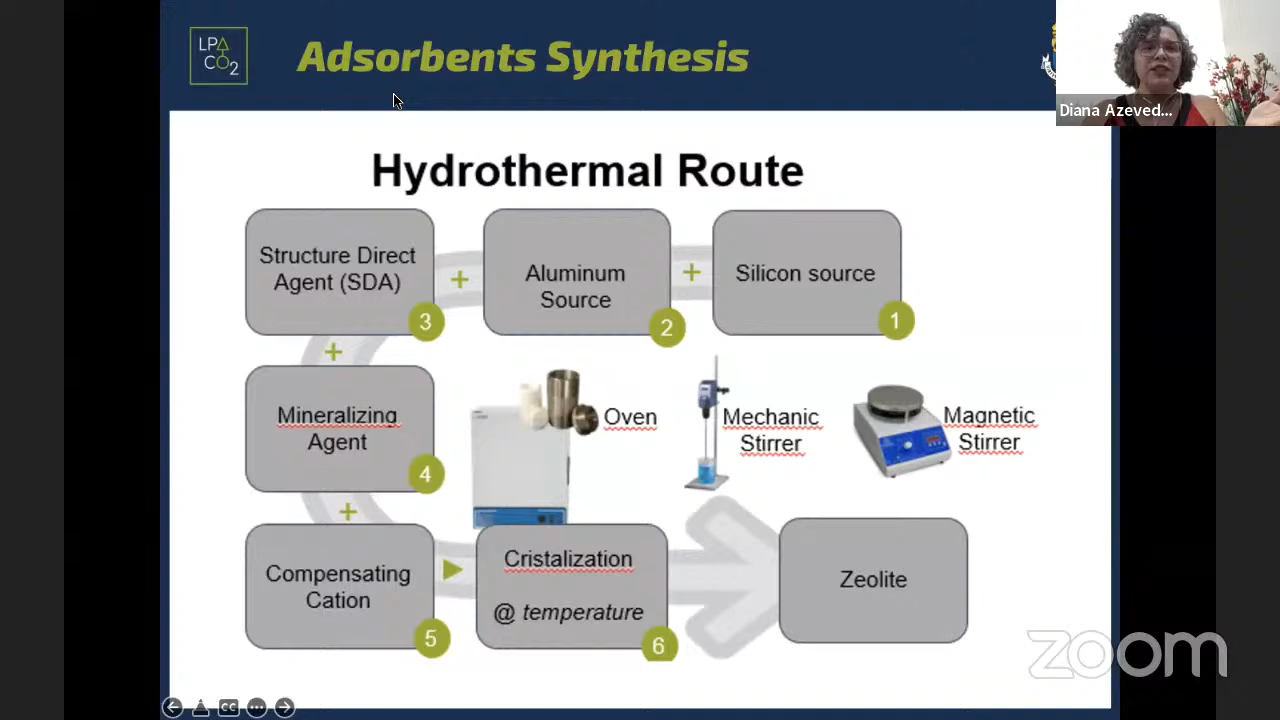 LPA
CO2
Adsorbents Synthesis
Diana Azeved...
Hydrothermal Route
Structure Direct
Agent (SDA)
3
+
Aluminum
Source
2
+
Silicon source
1
+
Mineralizing
Agent
4
Oven
Mechanic
Stirrer
Magnetic
Stirrer
+
Compensating
Cation
5
Cristalization
@ temperature
6
Zeolite
zoom
CC